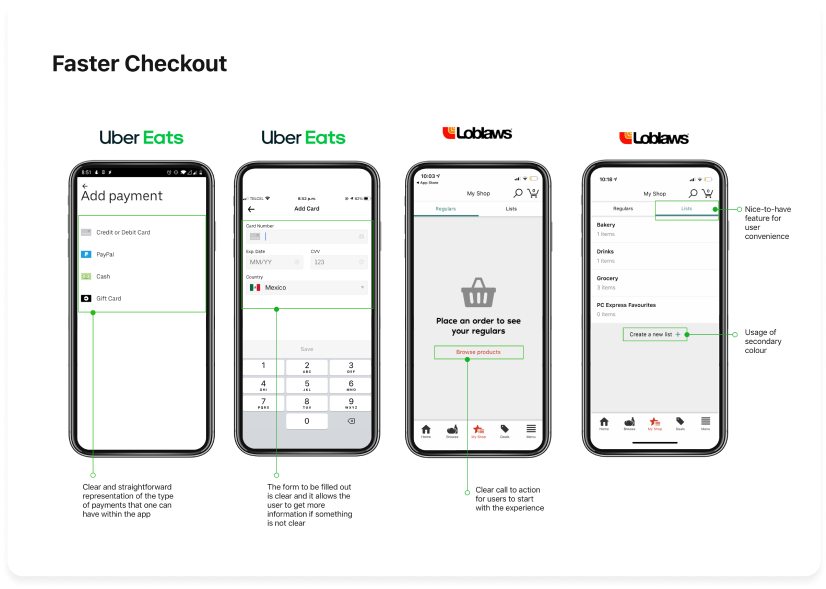 Faster Checkout
Uber Eats
Uber Eats
Loblaws
Loblaws
8:51
Add payment
Credit or Debit Card
PayPal
Cash
Gift Card
Clear and straightforward
representation of the type
of payments that one can
have within the app
TELCEL 8:52 p.m. 62%
Add Card
Card Number
Exp. Date CVV
MM/YY 123
Country
Mexico
Save
1 2 3
ABC DEF
4 5 6
GHI JKL MNO
7 8 9
PQRS TUV WXYZ
0
The form to be filled out
is clear and it allows the
user to get more
information if something
is not clear
10:03
App Store
My Shop
Regulars Lists
Place an order to see
your regulars
Browse products
Home Browse My Shop Deals Menu
Clear call to action
for users to start
with the experience
10:18
My Shop
Regulars Lists
Bakery
1 items
Drinks
1 items
Grocery
3 items
PC Express Favourites
0 items
Create a new list +
Home Browse My Shop Deals Menu
Nice-to-have
feature for
user
convenience
Usage of
secondary
colour